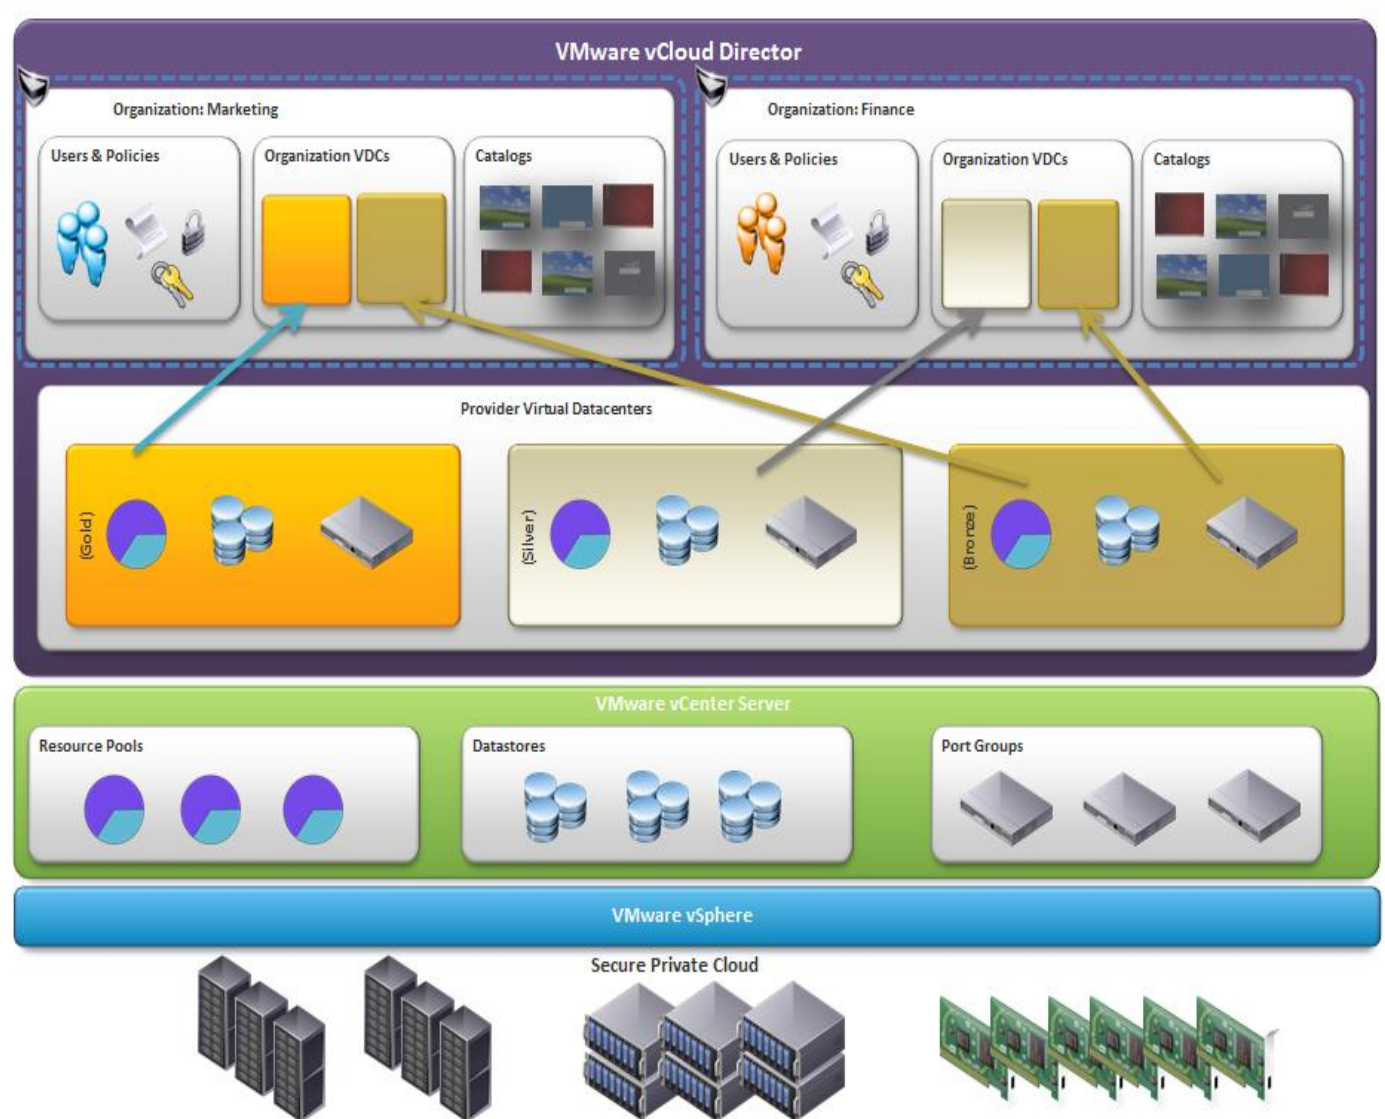 VMware vCloud Director
Organization: Marketing
Users & Policies
Organization VDCs
Catalogs
Organization: Finance
Users & Policies
Organization VDCs
Catalogs
Provider Virtual Datacenters
(Gold)
(Silver)
(Bronze)
VMware vCenter Server
Resource Pools
Datastores
Port Groups
VMware vSphere
Secure Private Cloud